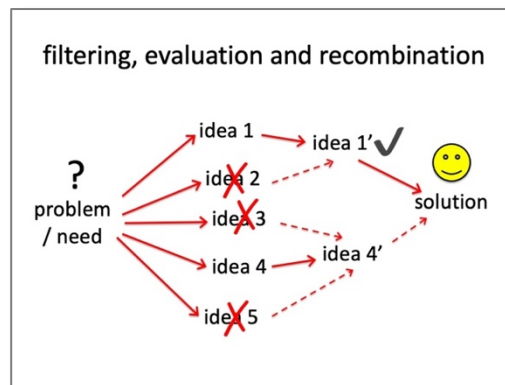 filtering, evaluation and recombination
idea 1
idea 1’
?
idea 2
problem
/ need
idea 3
solution
idea 4
idea 4’
idea 5